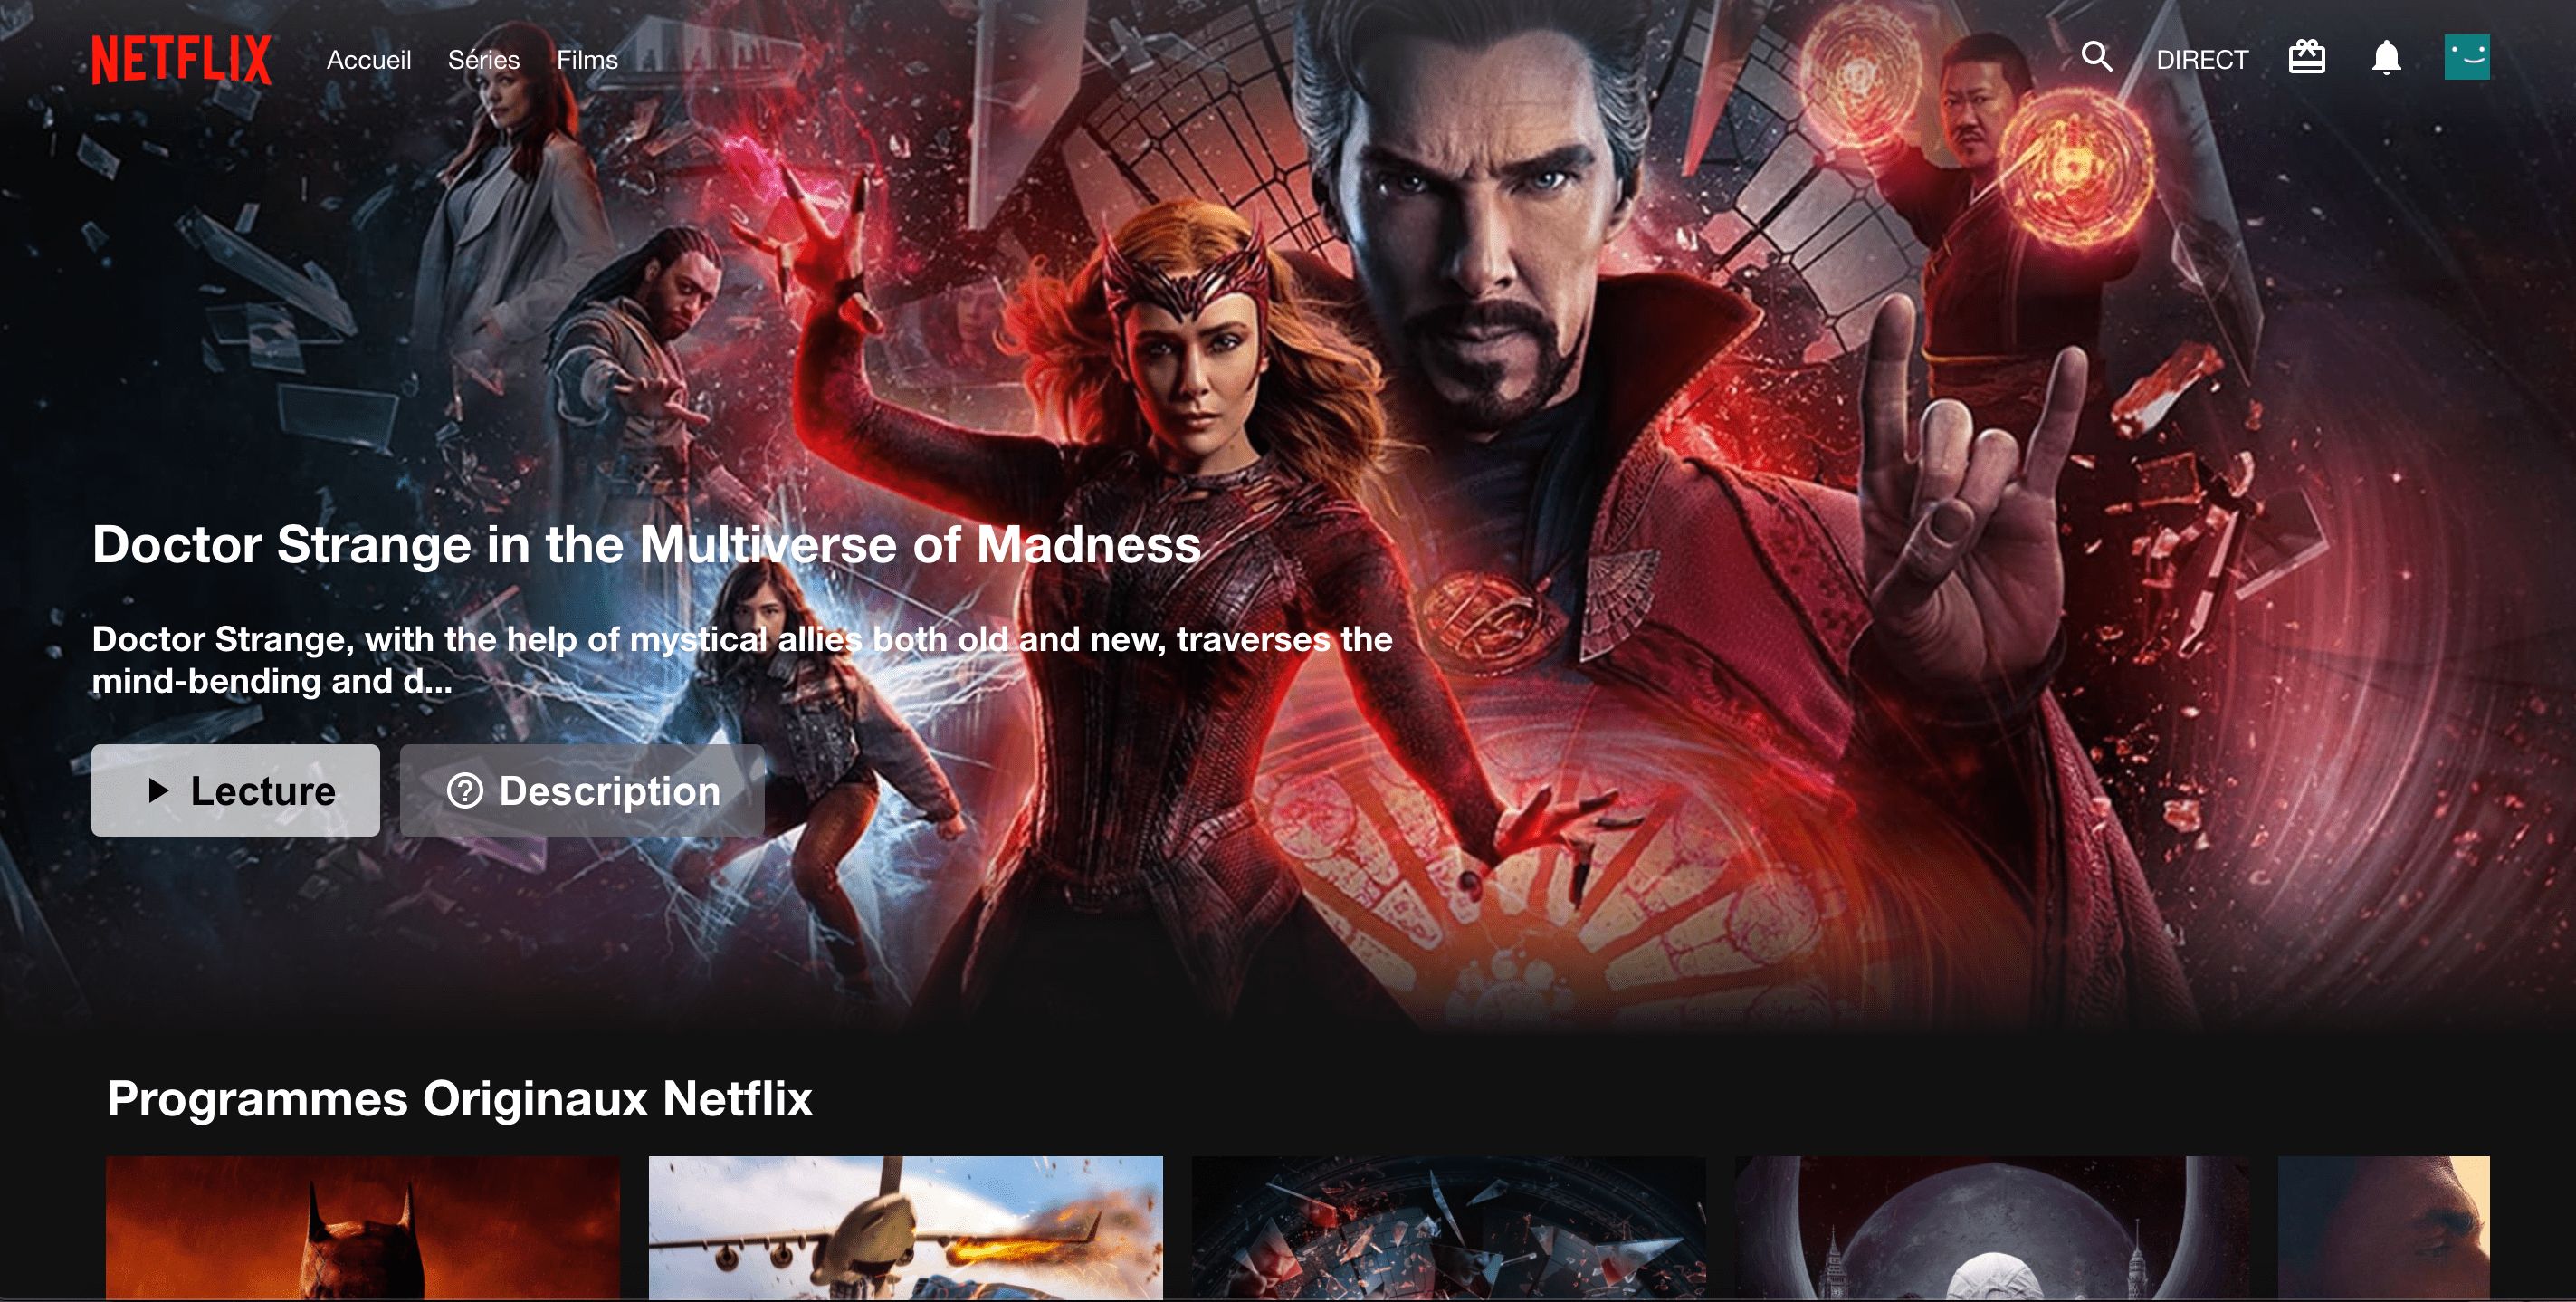 NETFLIX Accueil Séries Films DIRECT
Doctor Strange in the Multiverse of Madness
Doctor Strange, with the help of mystical allies both old and new, traverses the
mind-bending and d...
Lecture Description
Programmes Originaux Netflix